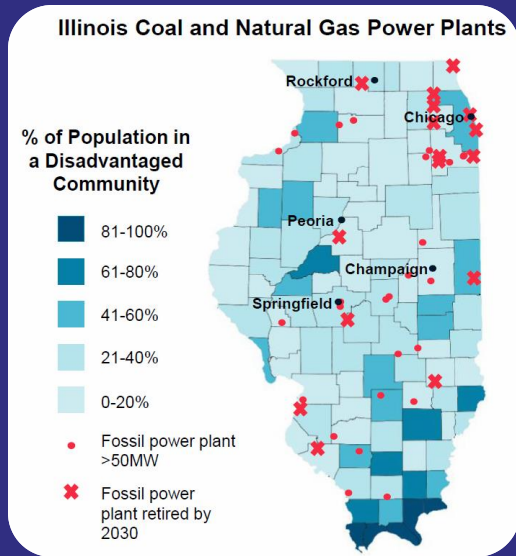 Illinois Coal and Natural Gas Power Plants
Rockford
Chicago
% of Population in
a Disadvantaged
Community
81-100%
61-80%
41-60%
21-40%
0-20%
Fossil power plant
>50MW
Fossil power
plant retired by
2030
Peoria
Champaign
Springfield